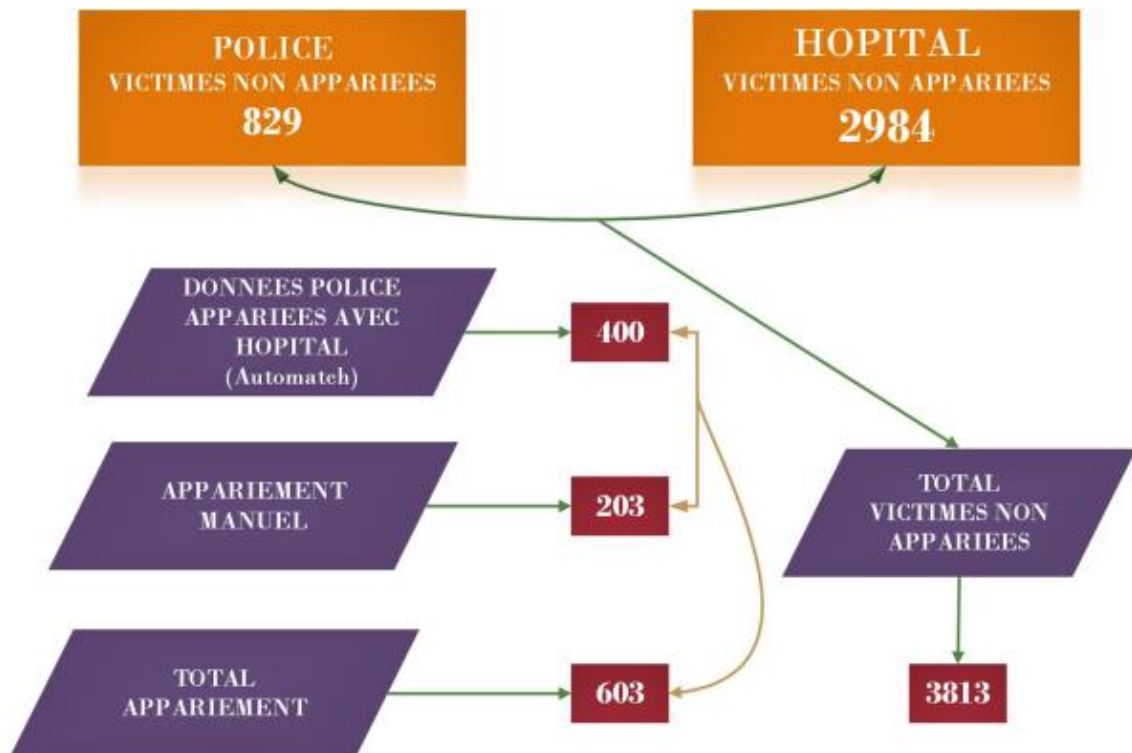 POLICE
VICTIMES NON APPARIEES
829
HOPITAL
VICTIMES NON APPARIEES
2984
DONNEES POLICE
APPARIEES AVEC
HOPITAL
(Automatch)
400
APPARIEMENT
MANUEL
203
TOTAL
VICTIMES NON
APPARIEES
TOTAL
APPARIEMENT
603
3813